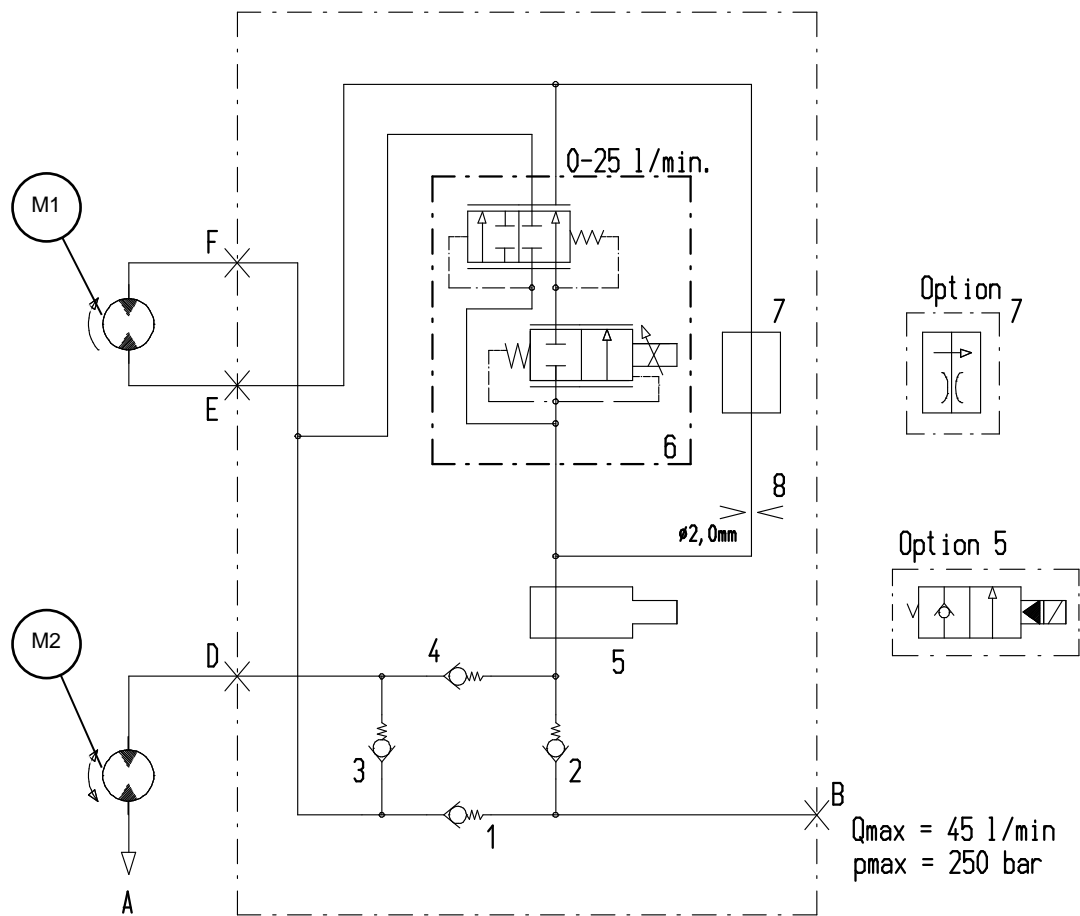 0-25 l/min.
M1
F
Option
7
7
E
6
8
ø2,0mm
Option 5
M2
D
4
5
3
2
B
1
Qmax = 45 l/min
pmax = 250 bar
A